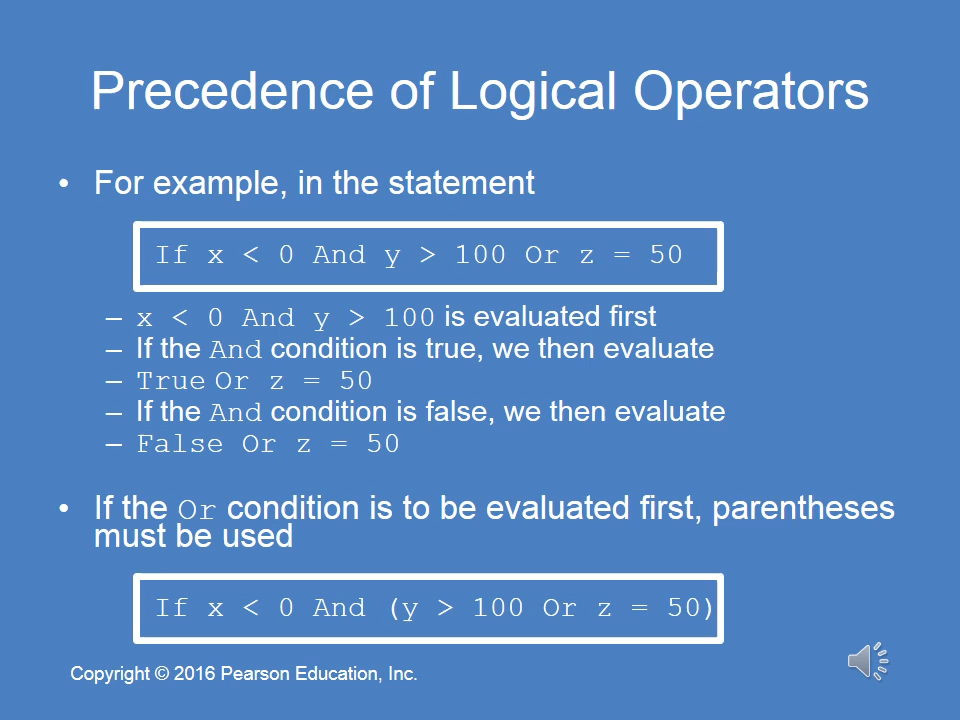 Precedence of Logical Operators
• For example, in the statement
If x < 0 And y > 100 Or z = 50
– x < 0 And y > 100 is evaluated first
– If the And condition is true, we then evaluate
– True Or z = 50
– If the And condition is false, we then evaluate
– False Or z = 50
• If the Or condition is to be evaluated first, parentheses
must be used
If x < 0 And (y > 100 Or z = 50)
Copyright © 2016 Pearson Education, Inc.